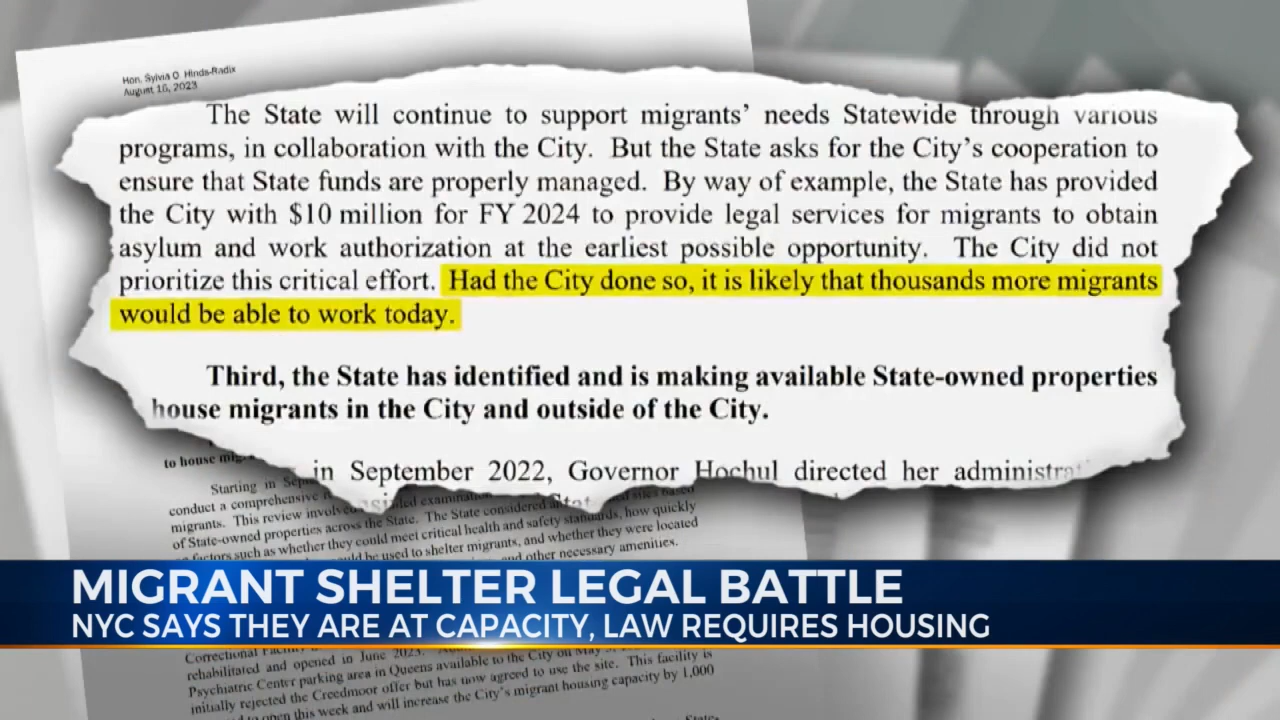 Hon. Sylvia O. Hinds-Radix
August 16, 2023
The State will continue to support migrants' needs Statewide through various
programs, in collaboration with the City. But the State asks for the City's cooperation to
ensure that State funds are properly managed. By way of example, the State has provided
the City with $10 million for FY 2024 to provide legal services for migrants to obtain
asylum and work authorization at the earliest possible opportunity. The City did not
prioritize this critical effort. Had the City done so, it is likely that thousands more migrants
would be able to work today.
Third, the State has identified and is making available State-owned properties
house migrants in the City and outside of the City.
in September 2022, Governor Hochul directed her
to house
Starting in
conduct a comprehensive
migrants. This review involved examination
of State-owned properties across the State. The State considered
factors such as whether they could meet critical health and safety standards, how quickly
be used to shelter migrants, and whether they were located
and other necessary amenities.
MIGRANT SHELTER LEGAL BATTLE
NYC SAYS THEY ARE AT CAPACITY, LAW REQUIRES HOUSING
Correctional
rehabilitated and opened in June 2023.
Psychiatric Center parking area in Queens available to the City on May
initially rejected the Creedmoor offer but has now agreed to use the site. This facility is
to open this week and will increase the City's migrant housing capacity by 1,000